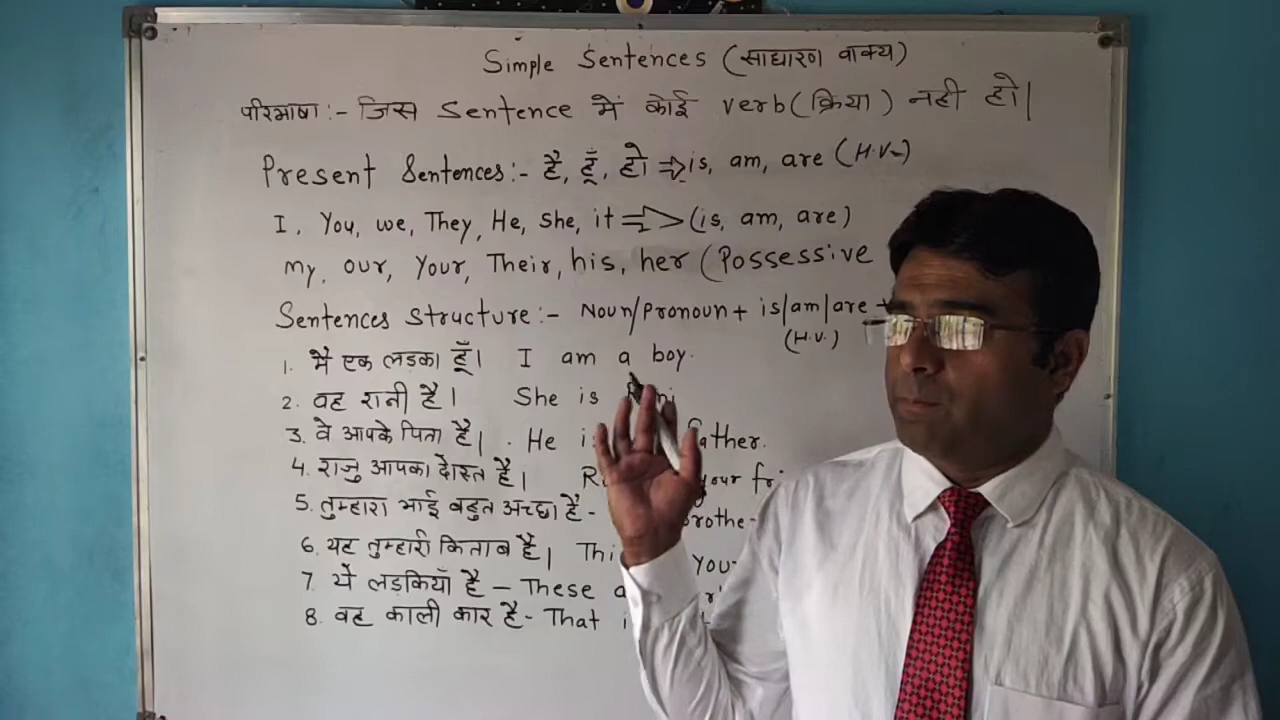 Simple Sentences (साधारण वाक्य)
परिभाषा :- जिस Sentence में कोई verb (क्रिया) नही हो।
Present Sentences:- है, हूँ, हो ⇒ is, am, are (H.V.)
I, You, we, They, He, She, it ⇒ (is, am, are)
My, our, Your, Their, his, her (Possessive
Sentences Structure:- Noun/Pronoun + is/am/are +
(H.V.)
1. मैं एक लड़का हूँ। I am a boy.
2. वह रानी है। She is
3. वे आपके पिता है। He father.
4. राजु आपका दोस्त है। your
5. तुम्हारा भाई बहुत अच्छा है -
6. यह तुम्हारी किताब है।
7 ये लड़कियाँ है - These
8. वह काली कार है - That